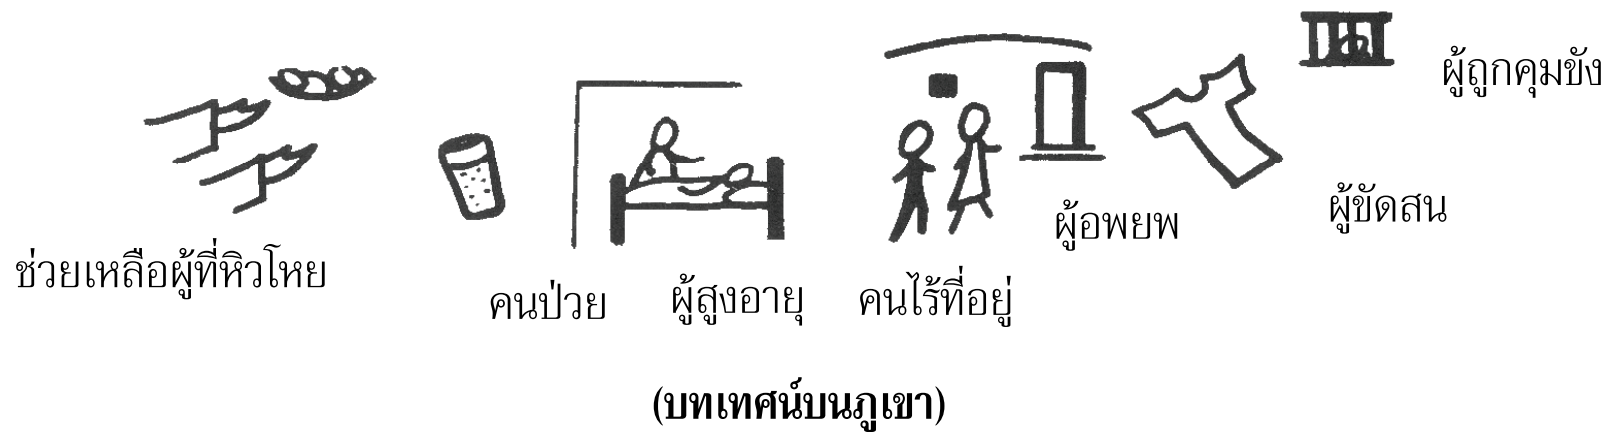 ผู้ถูกคุมขัง
ผู้ขัดสน
ผู้อพยพ
ช่วยเหลือผู้ที่หิวโหย
คนป่วย ผู้สูงอายุ คนไร้ที่อยู่
(บทเทศน์บนภูเขา)